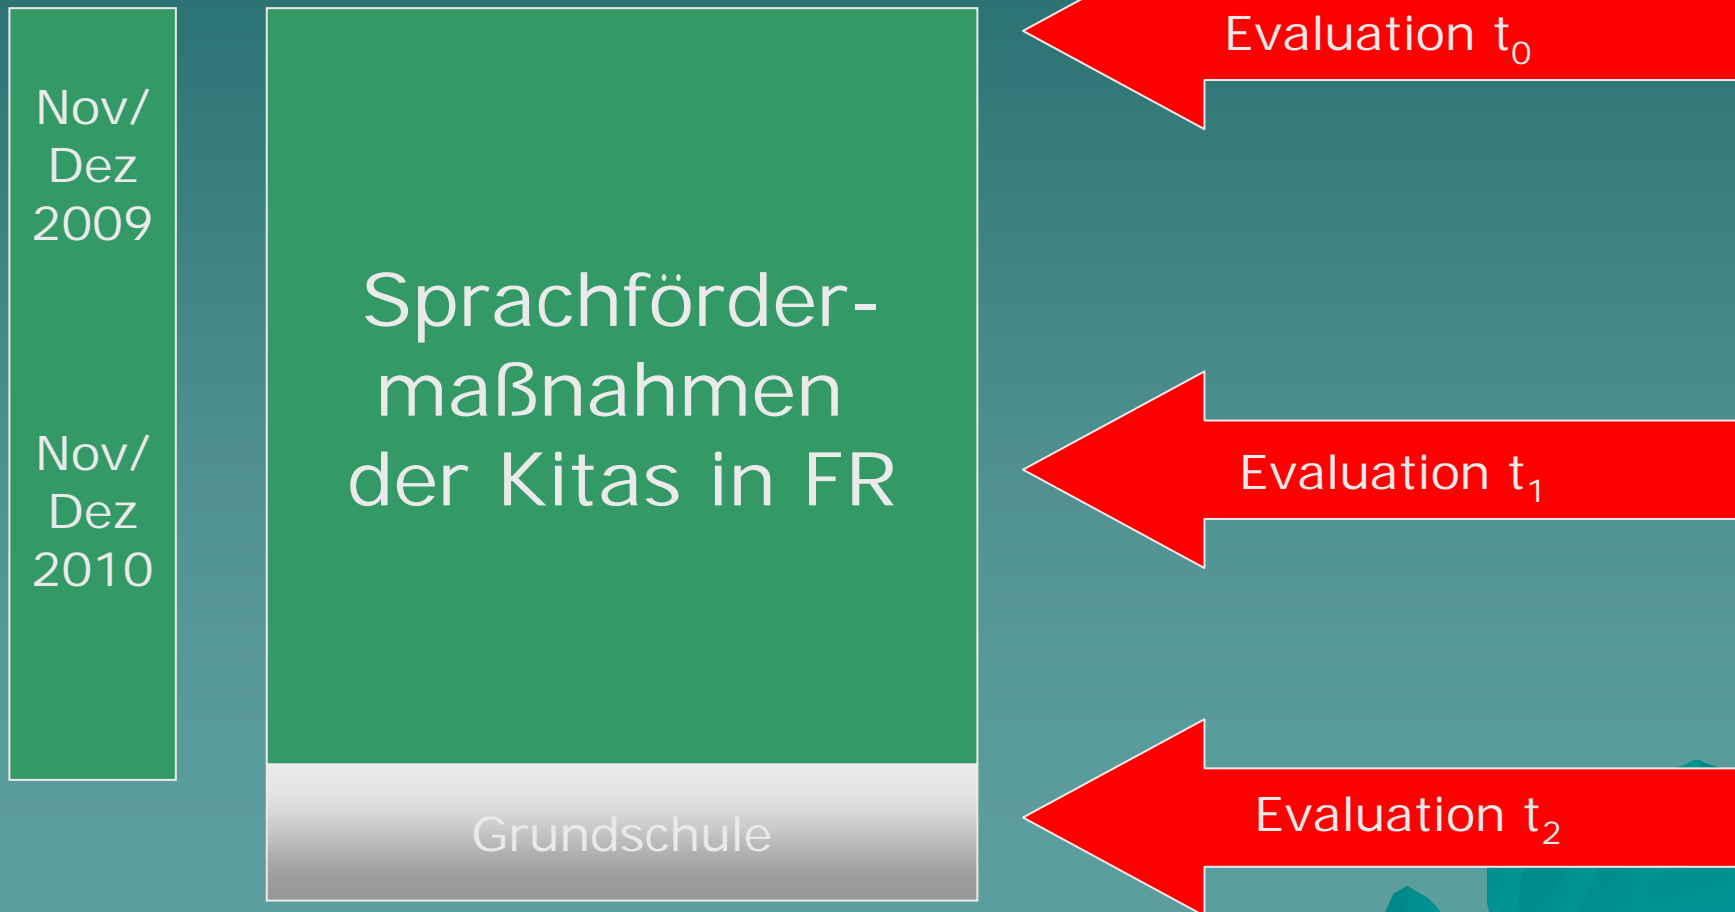 Nov/
Dez
2009
Nov/
Dez
2010
Sprachförder-
maßnahmen
der Kitas in FR
Grundschule
Evaluation t₀
Evaluation t₁
Evaluation t₂